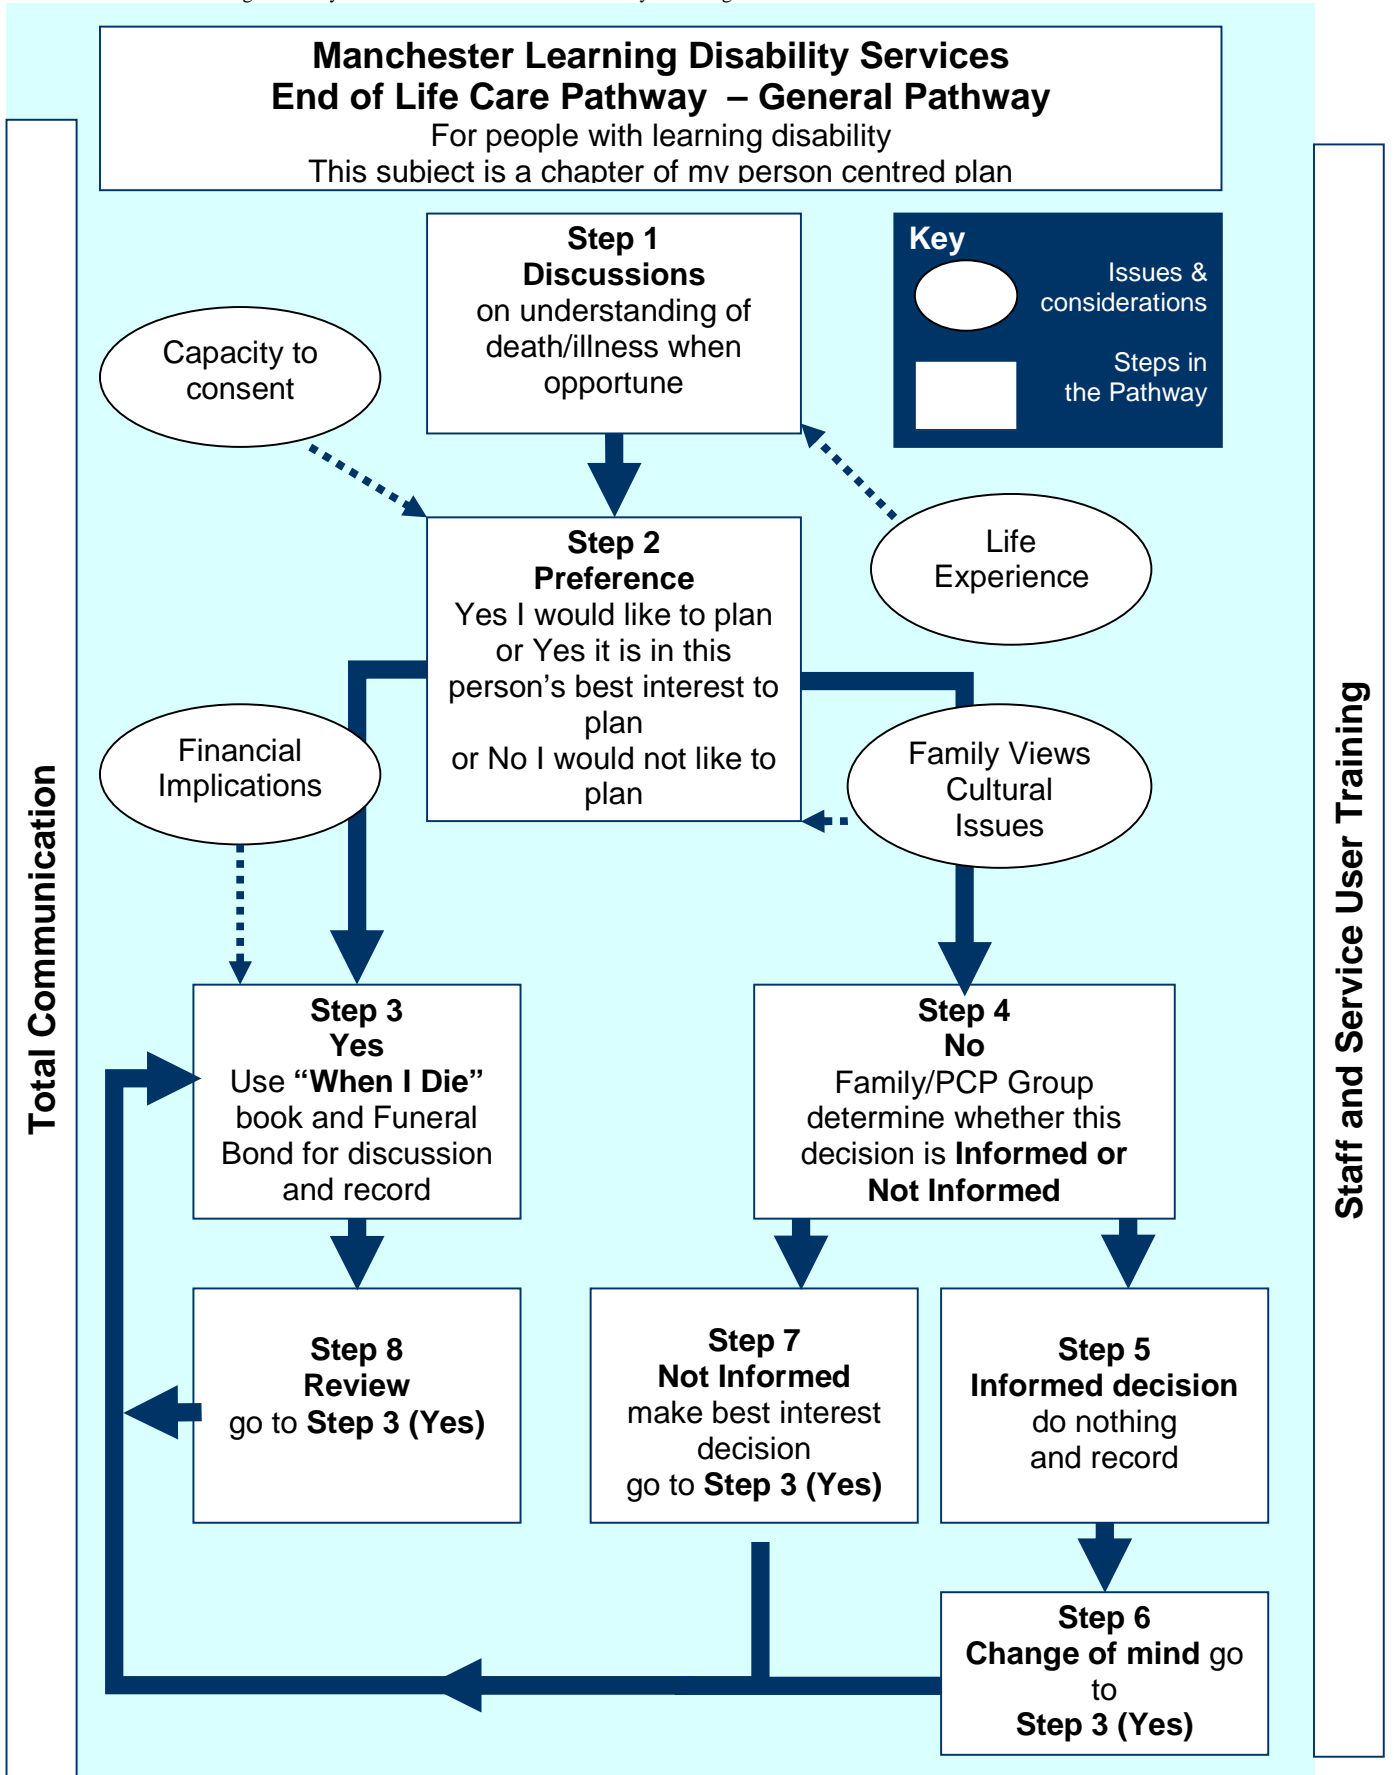 Manchester Learning Disability Services
End of Life Care Pathway – General Pathway
For people with learning disability
This subject is a chapter of my person centred plan
Step 1
Discussions
on understanding of
death/illness when
opportune
Key
Issues &
considerations
Steps in
the Pathway
Capacity to
consent
Life
Experience
Step 2
Preference
Yes I would like to plan
or Yes it is in this
person’s best interest to
plan
or No I would not like to
plan
Financial
Implications
Family Views
Cultural
Issues
Total Communication
Staff and Service User Training
Step 3
Yes
Use “When I Die”
book and Funeral
Bond for discussion
and record
Step 4
No
Family/PCP Group
determine whether this
decision is Informed or
Not Informed
Step 8
Review
go to Step 3 (Yes)
Step 7
Not Informed
make best interest
decision
go to Step 3 (Yes)
Step 5
Informed decision
do nothing
and record
Step 6
Change of mind go
to
Step 3 (Yes)